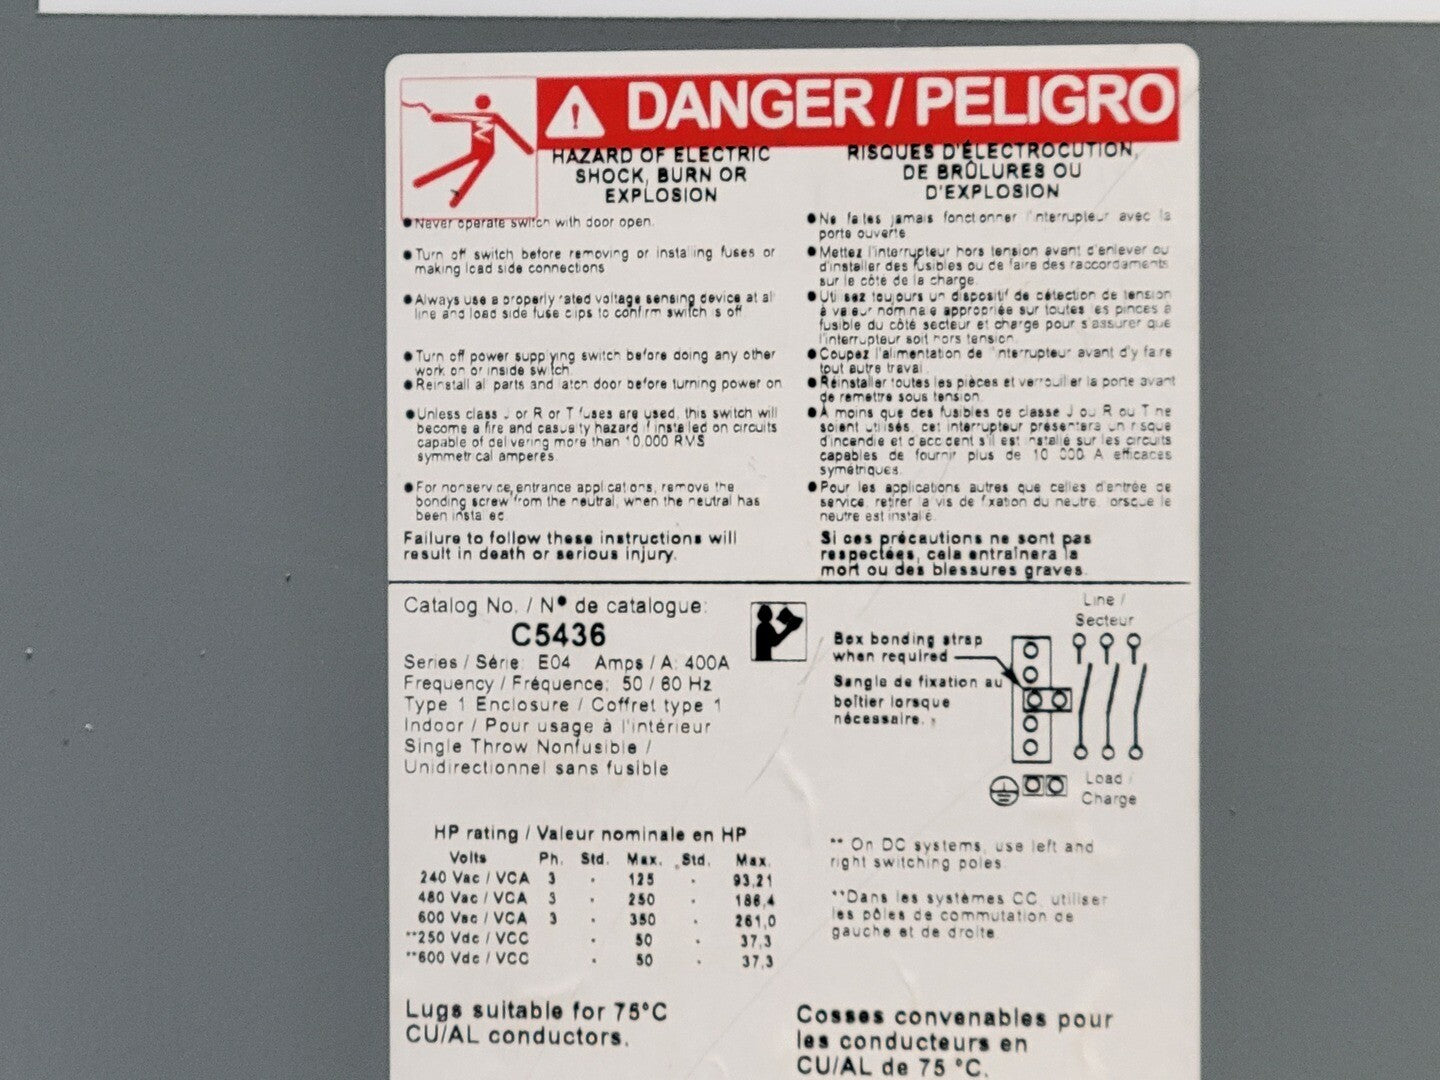 DANGER / PELIGRO
HAZARD OF ELECTRIC
SHOCK, BURN OR
EXPLOSION
● Never operate switch with door open.
● Turn off switch before removing or installing fuses or
making load side connections
● Always use a properly rated voltage sensing device at all
line and load side fuse clips to confirm switch is off
● Turn off power supplying switch before doing any other
work on or inside switch.
● Reinstall all parts and latch door before turning power on
● Unless class J or R or T fuses are used, this switch will
become a fire and casualty hazard if installed on circuits
capable of delivering more than 10,000 RMS
symmetrical amperes.
● For nonservice entrance applications, remove the
bonding screw from the neutral, when the neutral has
been installed
Failure to follow these instructions will
result in death or serious injury.
RISQUES D'ÉLECTROCUTION,
DE BRÛLURES OU
D'EXPLOSION
● Ne faites jamais fonctionner l'interrupteur avec la
porte ouverte
● Mettez l'interrupteur hors tension avant d'enlever ou
d'installer des fusibles ou de faire des raccordements
sur le côté de la charge.
● Utilisez toujours un dispositif de détection de tension
à valeur nominale appropriée sur toutes les pinces à
fusible du côté secteur et charge pour s'assurer que
l'interrupteur soit hors tension.
● Coupez l'alimentation de l'interrupteur avant d'y faire
tout autre travail
● Réinstaller toutes les pièces et verrouiller la porte avant
de remettre sous tension.
● À moins que des fusibles de classe J ou R ou T ne
soient utilisés, cet interrupteur présentera un risque
d'incendie et d'accident s'il est installé sur les circuits
capables de fournir plus de 10 000 A efficaces
symétriques.
● Pour les applications autres que celles d'entrée de
service, retirer la vis de fixation du neutre, lorsque le
neutre est installé
Si ces précautions ne sont pas
respectées, cela entraînera la
mort ou des blessures graves.
Catalog No. / N° de catalogue:
C5436
Series / Série: E04 Amps / A: 400A
Frequency / Fréquence: 50 / 60 Hz
Type 1 Enclosure / Coffret type 1
Indoor / Pour usage à l'intérieur
Single Throw Nonfusible /
Unidirectionnel sans fusible
Box bonding strap
when required
Sangle de fixation au
boîtier lorsque
nécessaire.
Line /
Secteur
Load /
Charge
HP rating / Valeur nominale en HP
Volts Ph. Std. Max. Std. Max.
240 Vac / VCA 3 - 125 - 93,21
480 Vac / VCA 3 - 250 - 186,4
600 Vac / VCA 3 - 350 - 261,0
**250 Vdc / VCC - 50 - 37,3
**600 Vdc / VCC - 50 - 37,3
** On DC systems, use left and
right switching poles
**Dans les systèmes CC, utiliser
les pôles de commutation de
gauche et de droite.
Lugs suitable for 75°C
CU/AL conductors.
Cosses convenables pour
les conducteurs en
CU/AL de 75 °C.